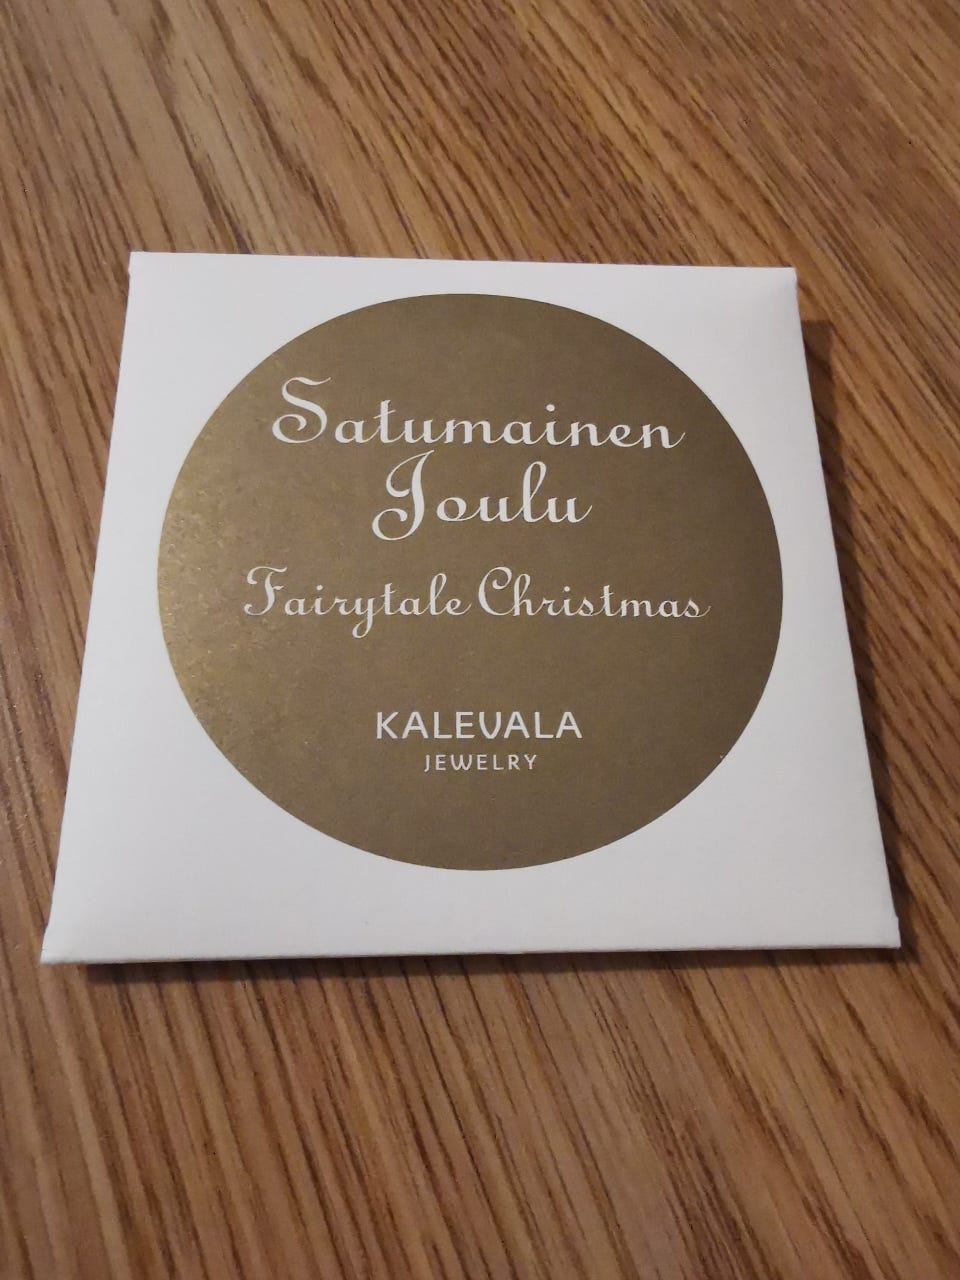 Satumainen
Joulu
Fairytale Christmas
KALEVALA
JEWELRY